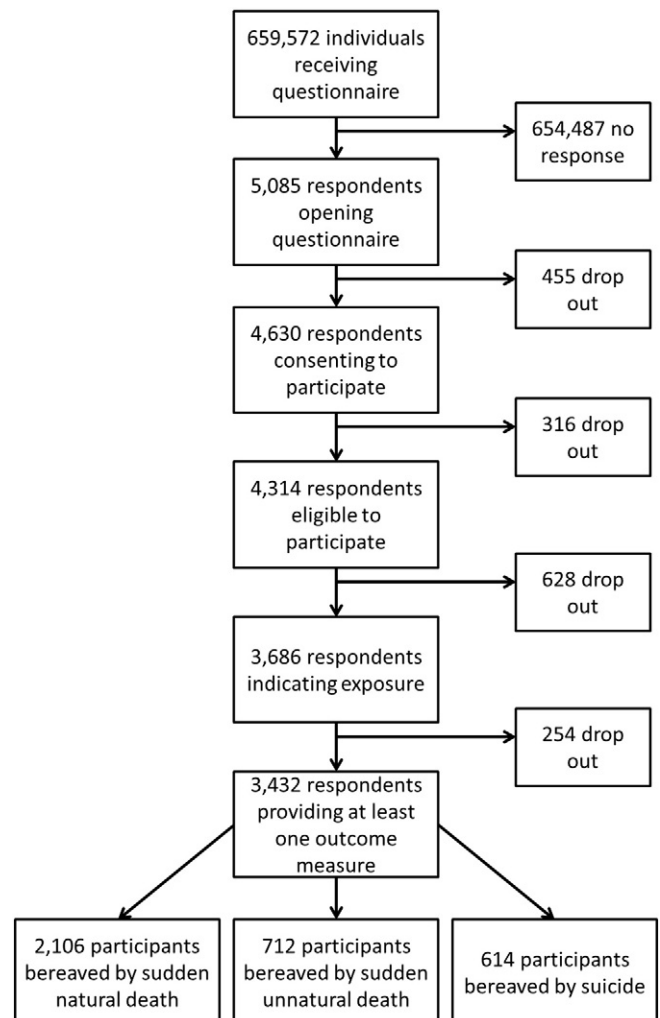 659,572 individuals
receiving
questionnaire
654,487 no
response
5,085 respondents
opening
questionnaire
455 drop
out
4,630 respondents
consenting to
participate
316 drop
out
4,314 respondents
eligible to
participate
628 drop
out
3,686 respondents
indicating exposure
254 drop
out
3,432 respondents
providing at least
one outcome
measure
2,106 participants
bereaved by sudden
natural death
712 participants
bereaved by sudden
unnatural death
614 participants
bereaved by suicide